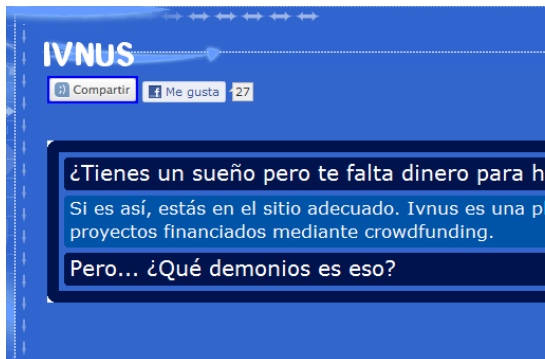 IVNUS
Compartir Me gusta 27
¿Tienes un sueño pero te falta dinero para h
Si es así, estás en el sitio adecuado. Ivnus es una pl
proyectos financiados mediante crowdfunding.
Pero... ¿Qué demonios es eso?